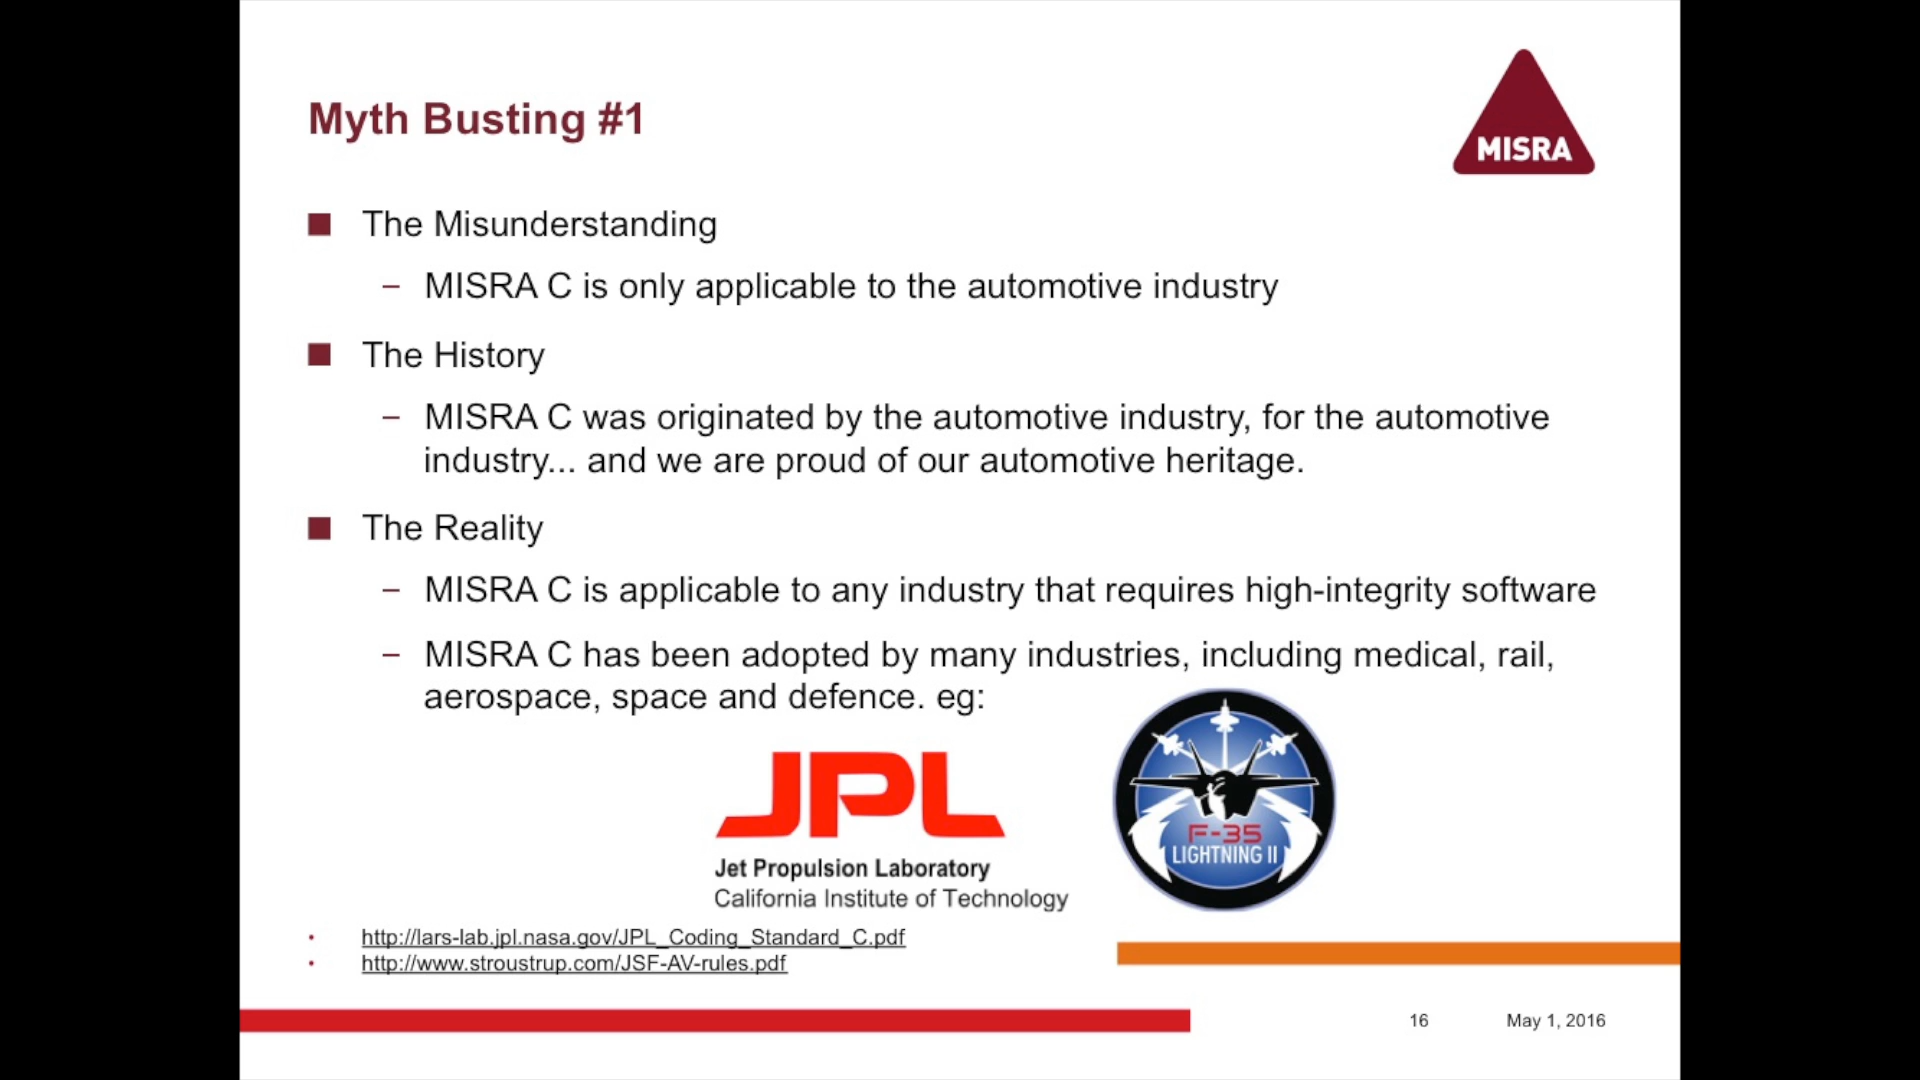 Myth Busting #1
MISRA
The Misunderstanding
– MISRA C is only applicable to the automotive industry
The History
– MISRA C was originated by the automotive industry, for the automotive
industry... and we are proud of our automotive heritage.
The Reality
– MISRA C is applicable to any industry that requires high-integrity software
– MISRA C has been adopted by many industries, including medical, rail,
aerospace, space and defence. eg:
JPL
Jet Propulsion Laboratory
California Institute of Technology
F-35
LIGHTNING II
• http://lars-lab.jpl.nasa.gov/JPL_Coding_Standard_C.pdf
• http://www.stroustrup.com/JSF-AV-rules.pdf
16 May 1, 2016